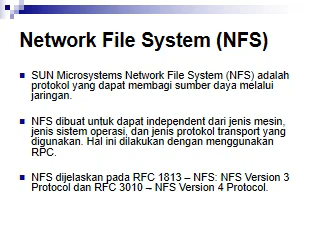 Network File System (NFS)
SUN Microsystems Network File System (NFS) adalah
protokol yang dapat membagi sumber daya melalui
jaringan.
NFS dibuat untuk dapat independent dari jenis mesin,
jenis sistem operasi, dan jenis protokol transport yang
digunakan. Hal ini dilakukan dengan menggunakan
RPC.
NFS dijelaskan pada RFC 1813 – NFS: NFS Version 3
Protocol dan RFC 3010 – NFS Version 4 Protocol.